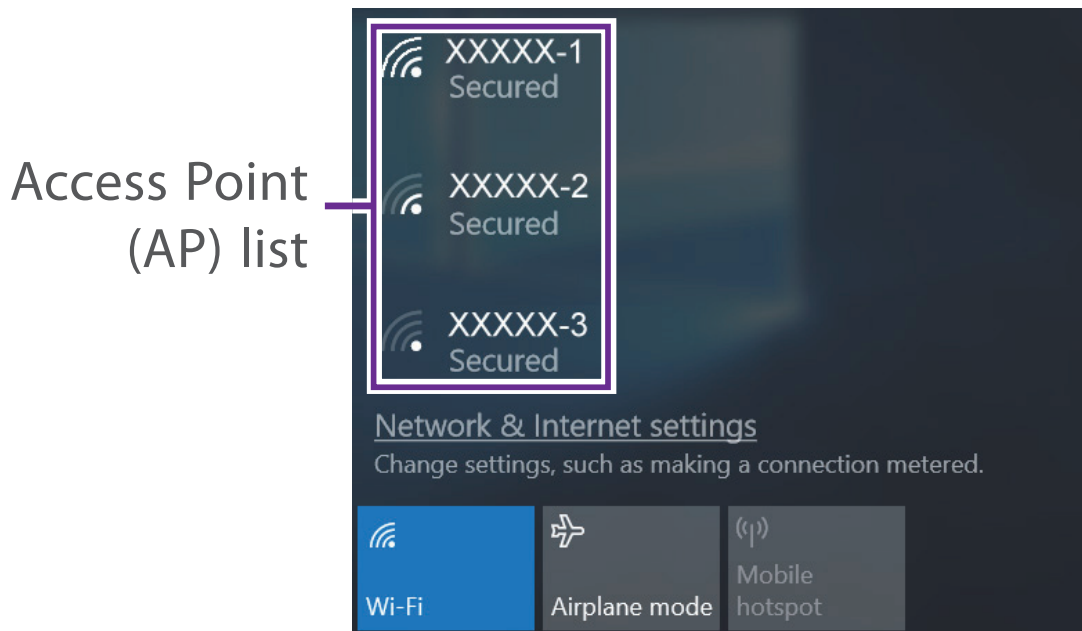 Access Point
(AP) list
XXXXX-1
Secured
XXXXX-2
Secured
XXXXX-3
Secured
Network & Internet settings
Change settings, such as making a connection metered.
Wi-Fi
Airplane mode
Mobile
hotspot